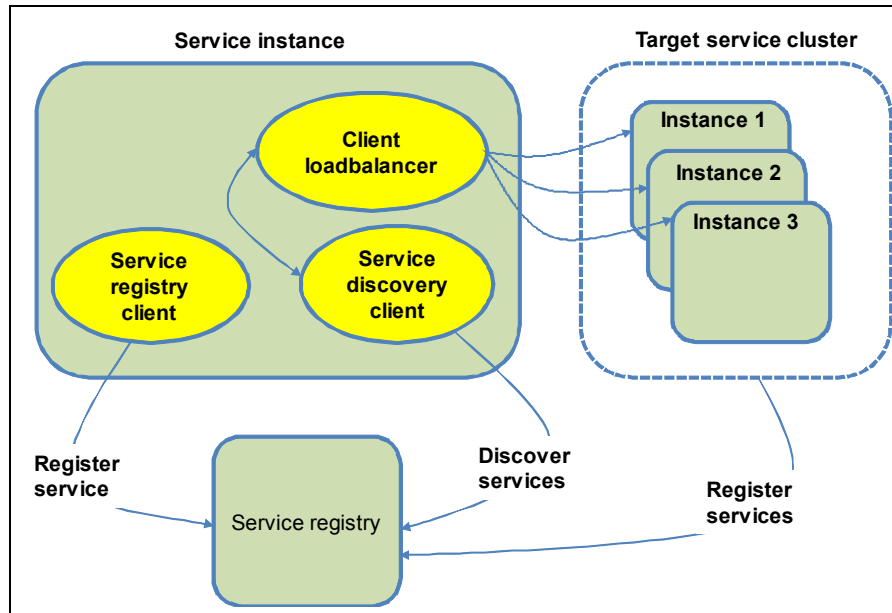 Service instance
Target service cluster
Client
loadbalancer
Instance 1
Instance 2
Instance 3
Service
registry
client
Service
discovery
client
Register
service
Discover
services
Register
services
Service registry